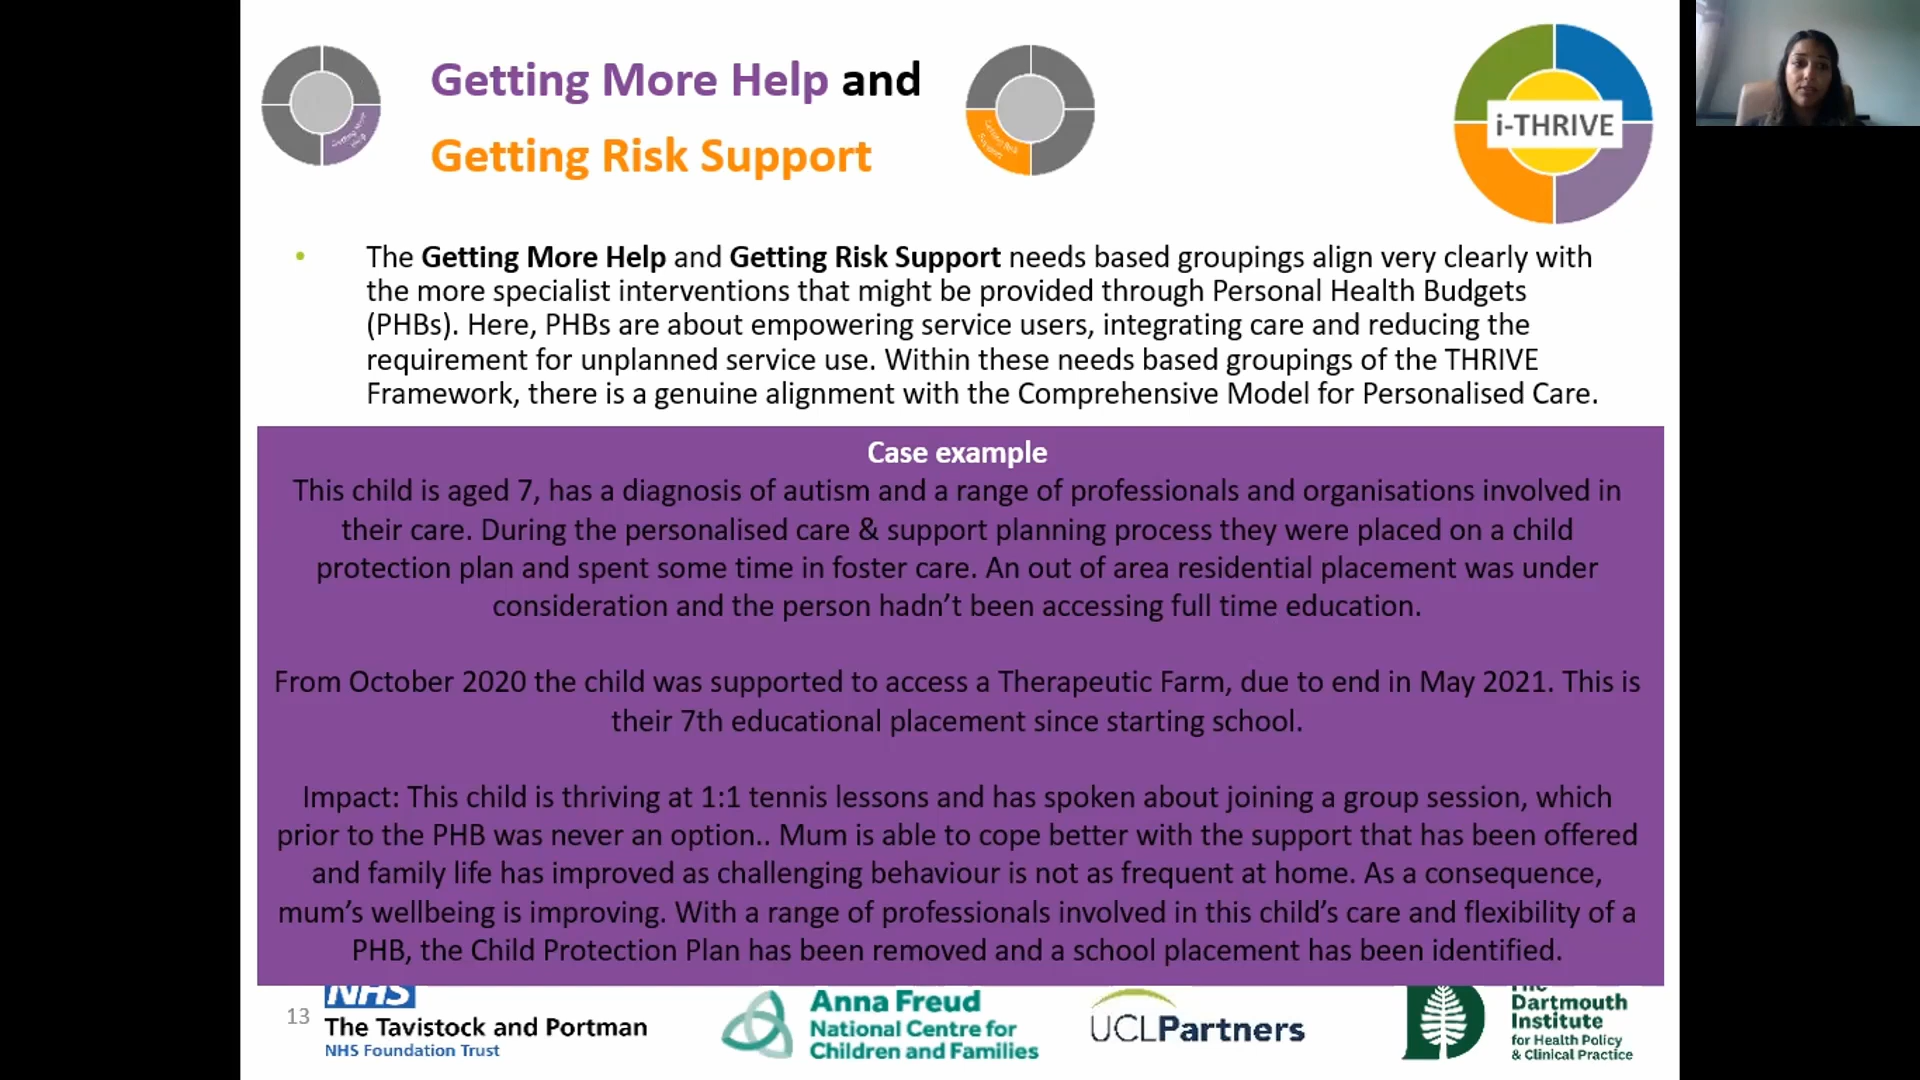 Getting More Help and
Getting Risk Support
Getting More
Help
Getting Risk
Support
i-THRIVE
• The Getting More Help and Getting Risk Support needs based groupings align very clearly with
the more specialist interventions that might be provided through Personal Health Budgets
(PHBs). Here, PHBs are about empowering service users, integrating care and reducing the
requirement for unplanned service use. Within these needs based groupings of the THRIVE
Framework, there is a genuine alignment with the Comprehensive Model for Personalised Care.
Case example
This child is aged 7, has a diagnosis of autism and a range of professionals and organisations involved in
their care. During the personalised care & support planning process they were placed on a child
protection plan and spent some time in foster care. An out of area residential placement was under
consideration and the person hadn't been accessing full time education.
From October 2020 the child was supported to access a Therapeutic Farm, due to end in May 2021. This is
their 7th educational placement since starting school.
Impact: This child is thriving at 1:1 tennis lessons and has spoken about joining a group session, which
prior to the PHB was never an option.. Mum is able to cope better with the support that has been offered
and family life has improved as challenging behaviour is not as frequent at home. As a consequence,
mum's wellbeing is improving. With a range of professionals involved in this child's care and flexibility of a
PHB, the Child Protection Plan has been removed and a school placement has been identified.
13
NHS
The Tavistock and Portman
NHS Foundation Trust
Anna Freud
National Centre for
Children and Families
UCLPartners
The
Dartmouth
Institute
for Health Policy
& Clinical Practice